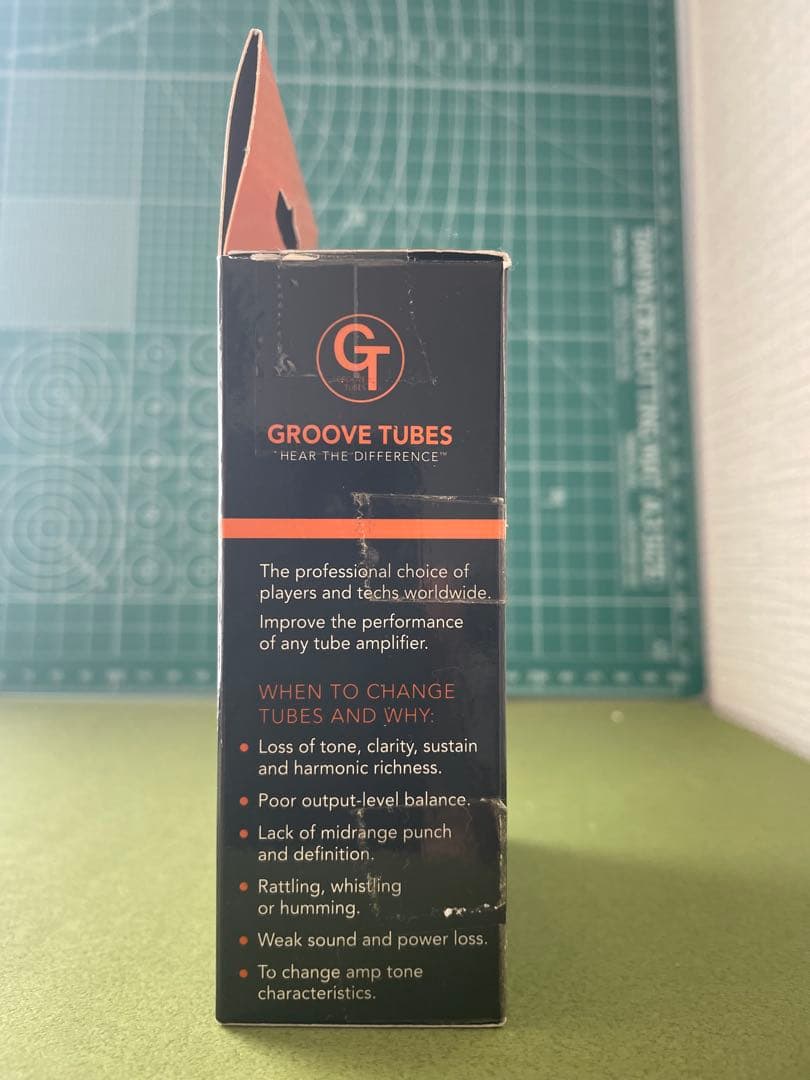 GT
GROOVE TUBES
HEAR THE DIFFERENCE™
The professional choice of
players and techs worldwide.
Improve the performance
of any tube amplifier.
WHEN TO CHANGE
TUBES AND WHY:
• Loss of tone, clarity, sustain
and harmonic richness.
• Poor output-level balance.
• Lack of midrange punch
and definition.
• Rattling, whistling
or humming.
• Weak sound and power loss.
• To change amp tone
characteristics.